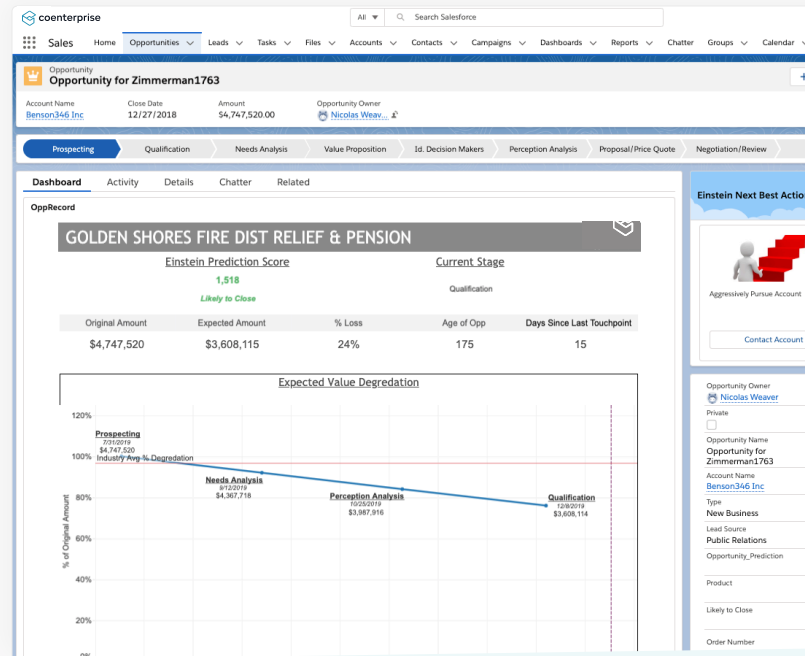 coenterprise
All ▼ Search Salesforce
Sales Home Opportunities Leads Tasks Files Accounts Contacts Campaigns Dashboards Reports Chatter Groups Calendar
Opportunity
Opportunity for Zimmerman1763
+
Account Name Close Date Amount Opportunity Owner
Benson346 Inc 12/27/2018 $4,747,520.00 Nicolas Weav...
Prospecting Qualification Needs Analysis Value Proposition Id. Decision Makers Perception Analysis Proposal/Price Quote Negotiation/Review
Dashboard Activity Details Chatter Related
OppRecord
GOLDEN SHORES FIRE DIST RELIEF & PENSION
Einstein Prediction Score Current Stage
1,518
Qualification
Likely to Close
Original Amount Expected Amount % Loss Age of Opp Days Since Last Touchpoint
$4,747,520 $3,608,115 24% 175 15
Expected Value Degredation
120%
100%
80%
60%
40%
20%
0%
% of Original Amount
Prospecting
7/31/2019
$4,747,520
Industry Avg % Degredation
Needs Analysis
9/12/2019
$4,367,718
Perception Analysis
10/25/2019
$3,987,916
Qualification
12/8/2019
$3,608,114
Einstein Next Best Actio
Aggressively Pursue Account
Contact Account
Opportunity Owner
Nicolas Weaver
Private
Opportunity Name
Opportunity for
Zimmerman1763
Account Name
Benson346 Inc
Type
New Business
Lead Source
Public Relations
Opportunity_Prediction
Product
Likely to Close
Order Number